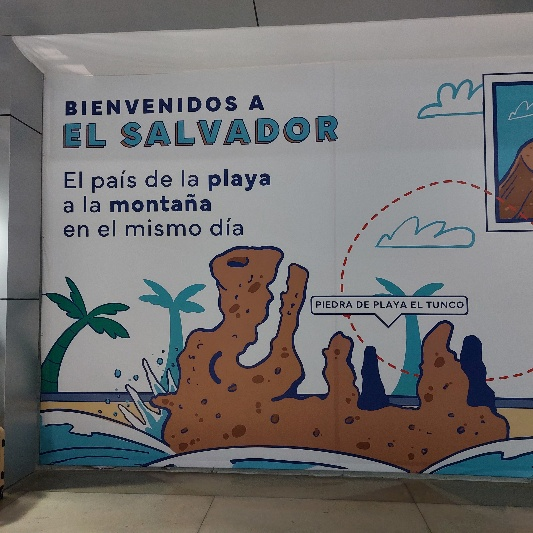 BIENVENIDOS A
EL SALVADOR
El país de la playa
a la montaña
en el mismo día
PIEDRA DE PLAYA EL TUNCO